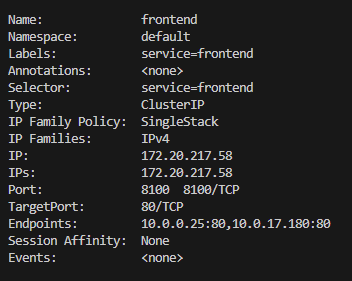 Name: frontend
Namespace: default
Labels: service=frontend
Annotations: <none>
Selector: service=frontend
Type: ClusterIP
IP Family Policy: SingleStack
IP Families: IPv4
IP: 172.20.217.58
IPs: 172.20.217.58
Port: 8100 8100/TCP
TargetPort: 80/TCP
Endpoints: 10.0.0.25:80,10.0.17.180:80
Session Affinity: None
Events: <none>